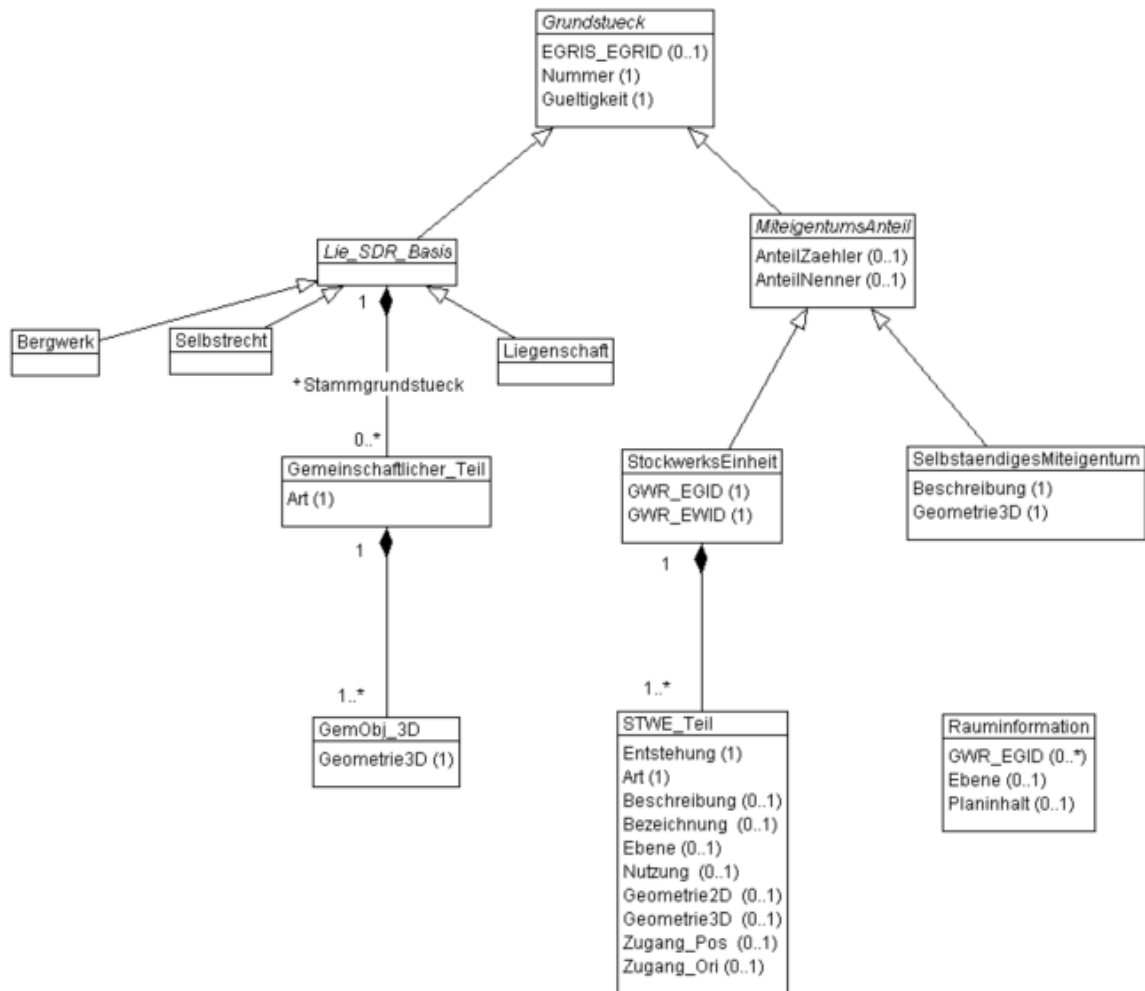 Grundstueck
EGRIS_EGRID (0..1)
Nummer (1)
Gueltigkeit (1)
Lie_SDR_Basis
MiteigentumsAnteil
AnteilZaehler (0..1)
AnteilNenner (0..1)
1
Bergwerk
Selbstrecht
Liegenschaft
*Stammgrundstueck
0..*
Gemeinschaftlicher_Teil
Art (1)
1
StockwerksEinheit
GWR_EGID (1)
GWR_EWID (1)
1
SelbstaendigesMiteigentum
Beschreibung (1)
Geometrie3D (1)
1..*
GemObj_3D
Geometrie3D (1)
1..*
STWE_Teil
Entstehung (1)
Art (1)
Beschreibung (0..1)
Bezeichnung (0..1)
Ebene (0..1)
Nutzung (0..1)
Geometrie2D (0..1)
Geometrie3D (0..1)
Zugang_Pos (0..1)
Zugang_Ori (0..1)
Rauminformation
GWR_EGID (0..*)
Ebene (0..1)
Planinhalt (0..1)